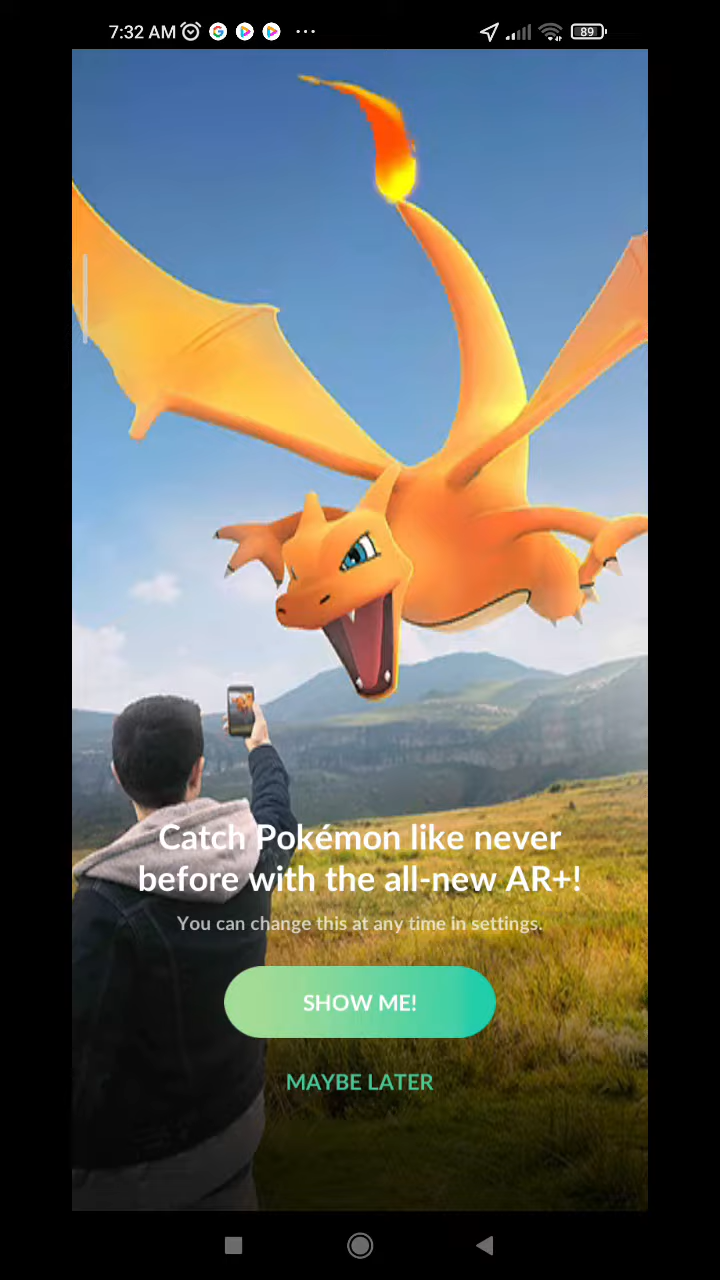 7:32 AM
89
Catch Pokémon like never
before with the all-new AR+!
You can change this at any time in settings.
SHOW ME!
MAYBE LATER